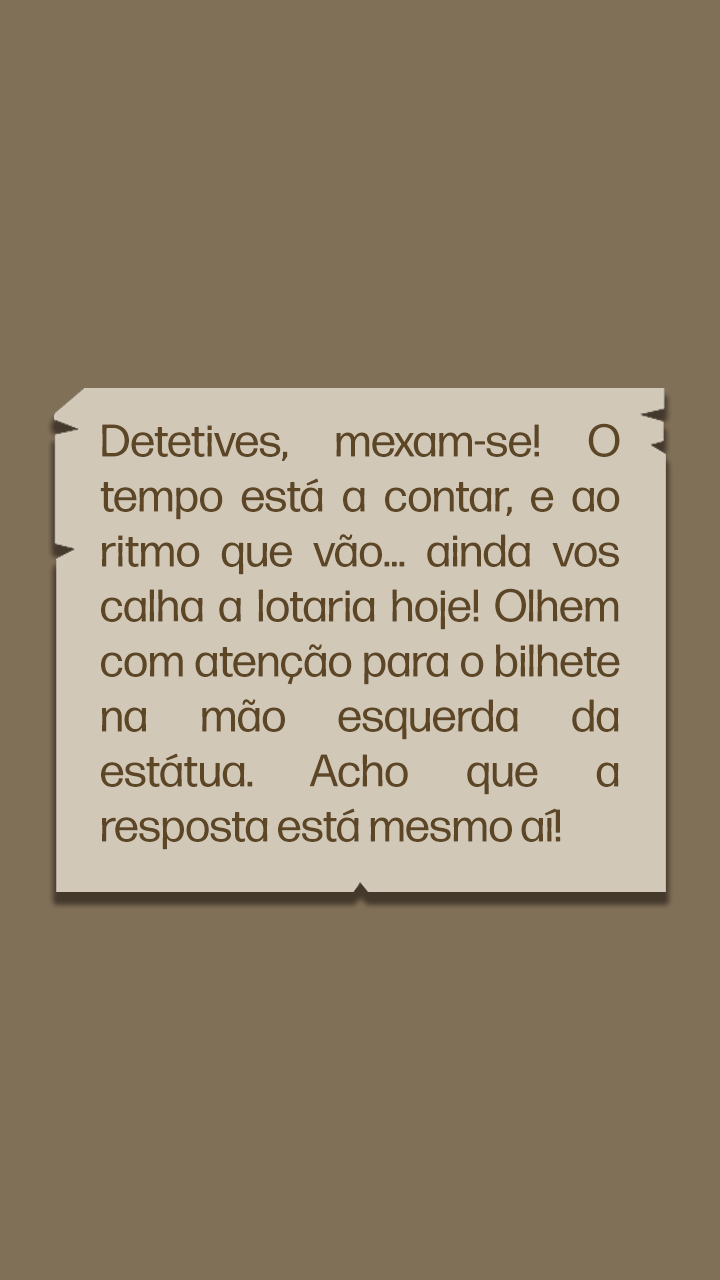 Detetives, mexam-se! O
tempo está a contar, e ao
ritmo que vão... ainda vos
calha a lotaria hoje! Olhem
com atenção para o bilhete
na mão esquerda da
estátua. Acho que a
resposta está mesmo aí!